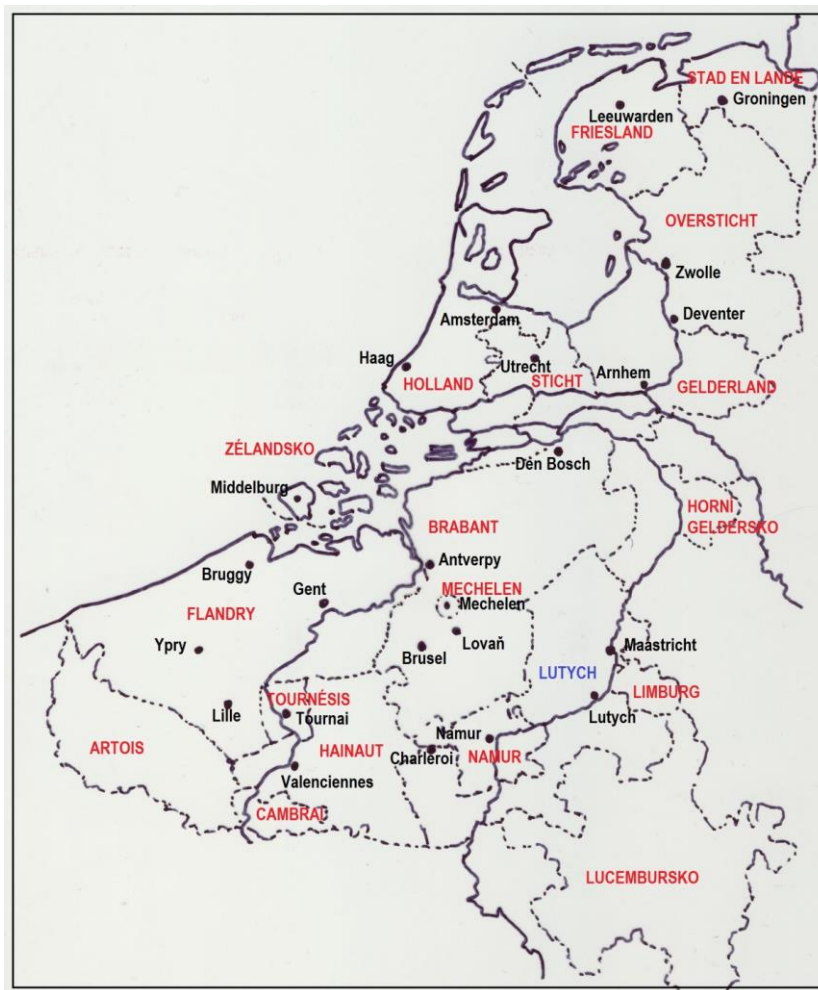 STAD EN LANDE
Groningen
Leeuwarden
FRIESLAND
OVERSTICHT
Zwolle
Amsterdam
Deventer
Haag
Utrecht
Arnhem
HOLLAND
STICHT
GELDERLAND
ZÉLANDSKO
Den Bosch
Middelburg
HORNÍ
GELDERSKO
BRABANT
Bruggy
Antverpy
Gent
MECHELEN
Mechelen
FLANDRY
Ypry
Lovaň
Brusel
Maastricht
LUTYCH
TOURNÉSIS
LIMBURG
Lille
Tournai
Lutych
ARTOIS
HAINAUT
Namur
Charleroi
NAMUR
Valenciennes
CAMBRAI
LUCEMBURSKO